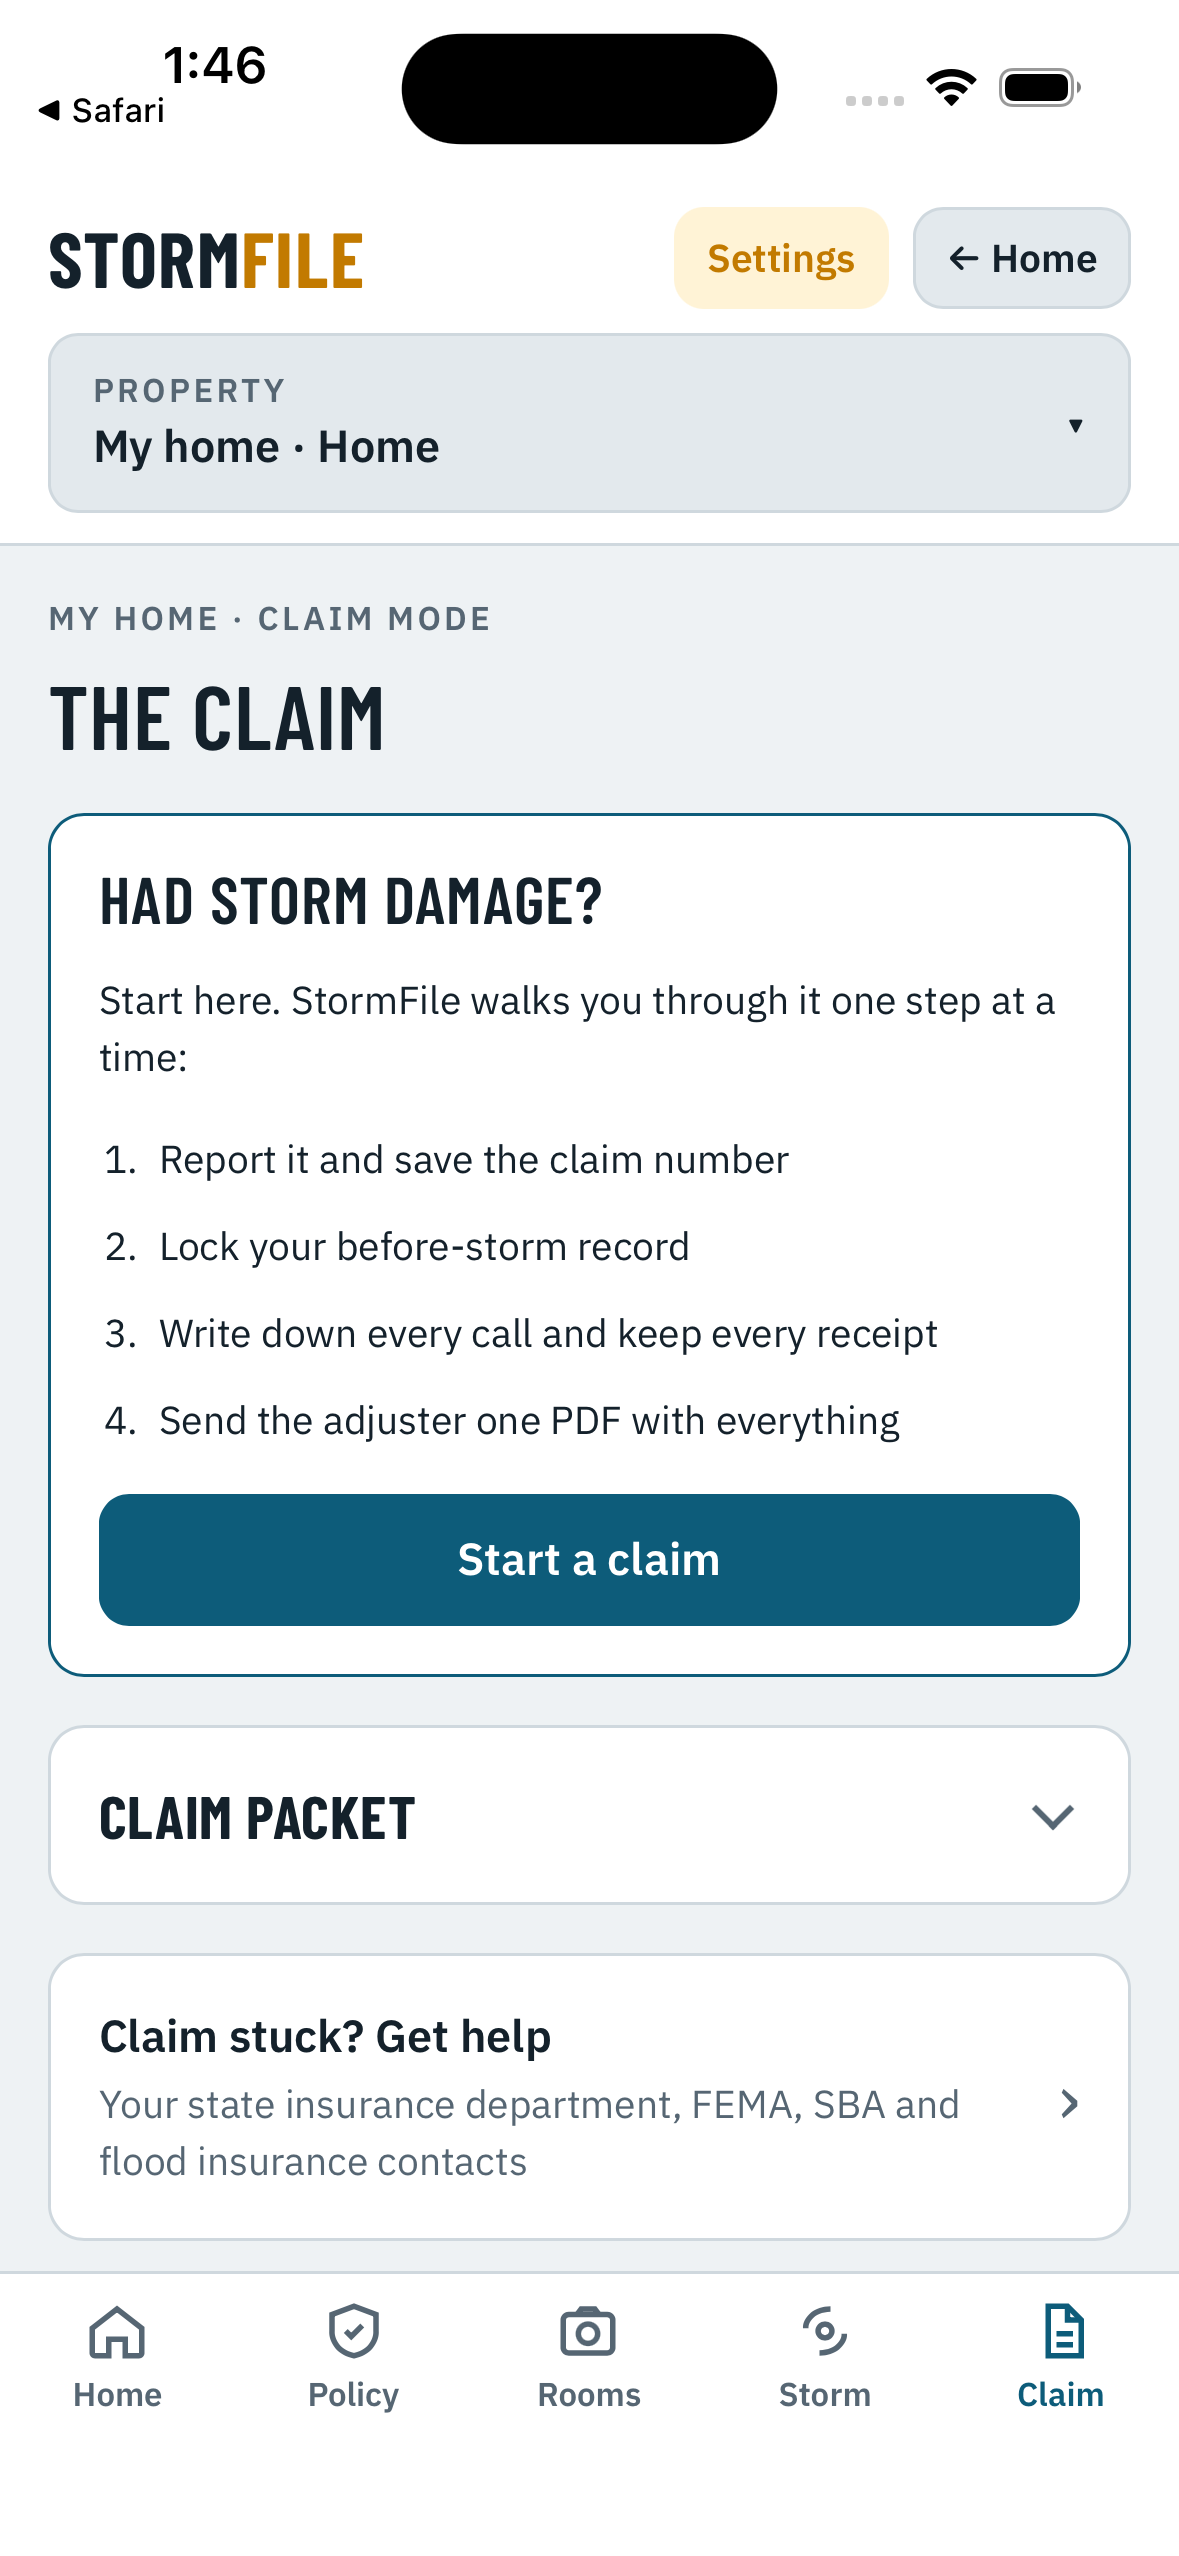 1:46
Safari
STORMFILE
Settings
← Home
PROPERTY
My home · Home
MY HOME · CLAIM MODE
THE CLAIM
HAD STORM DAMAGE?
Start here. StormFile walks you through it one step at a
time:
1. Report it and save the claim number
2. Lock your before-storm record
3. Write down every call and keep every receipt
4. Send the adjuster one PDF with everything
Start a claim
CLAIM PACKET
Claim stuck? Get help
Your state insurance department, FEMA, SBA and
flood insurance contacts
Home
Policy
Rooms
Storm
Claim